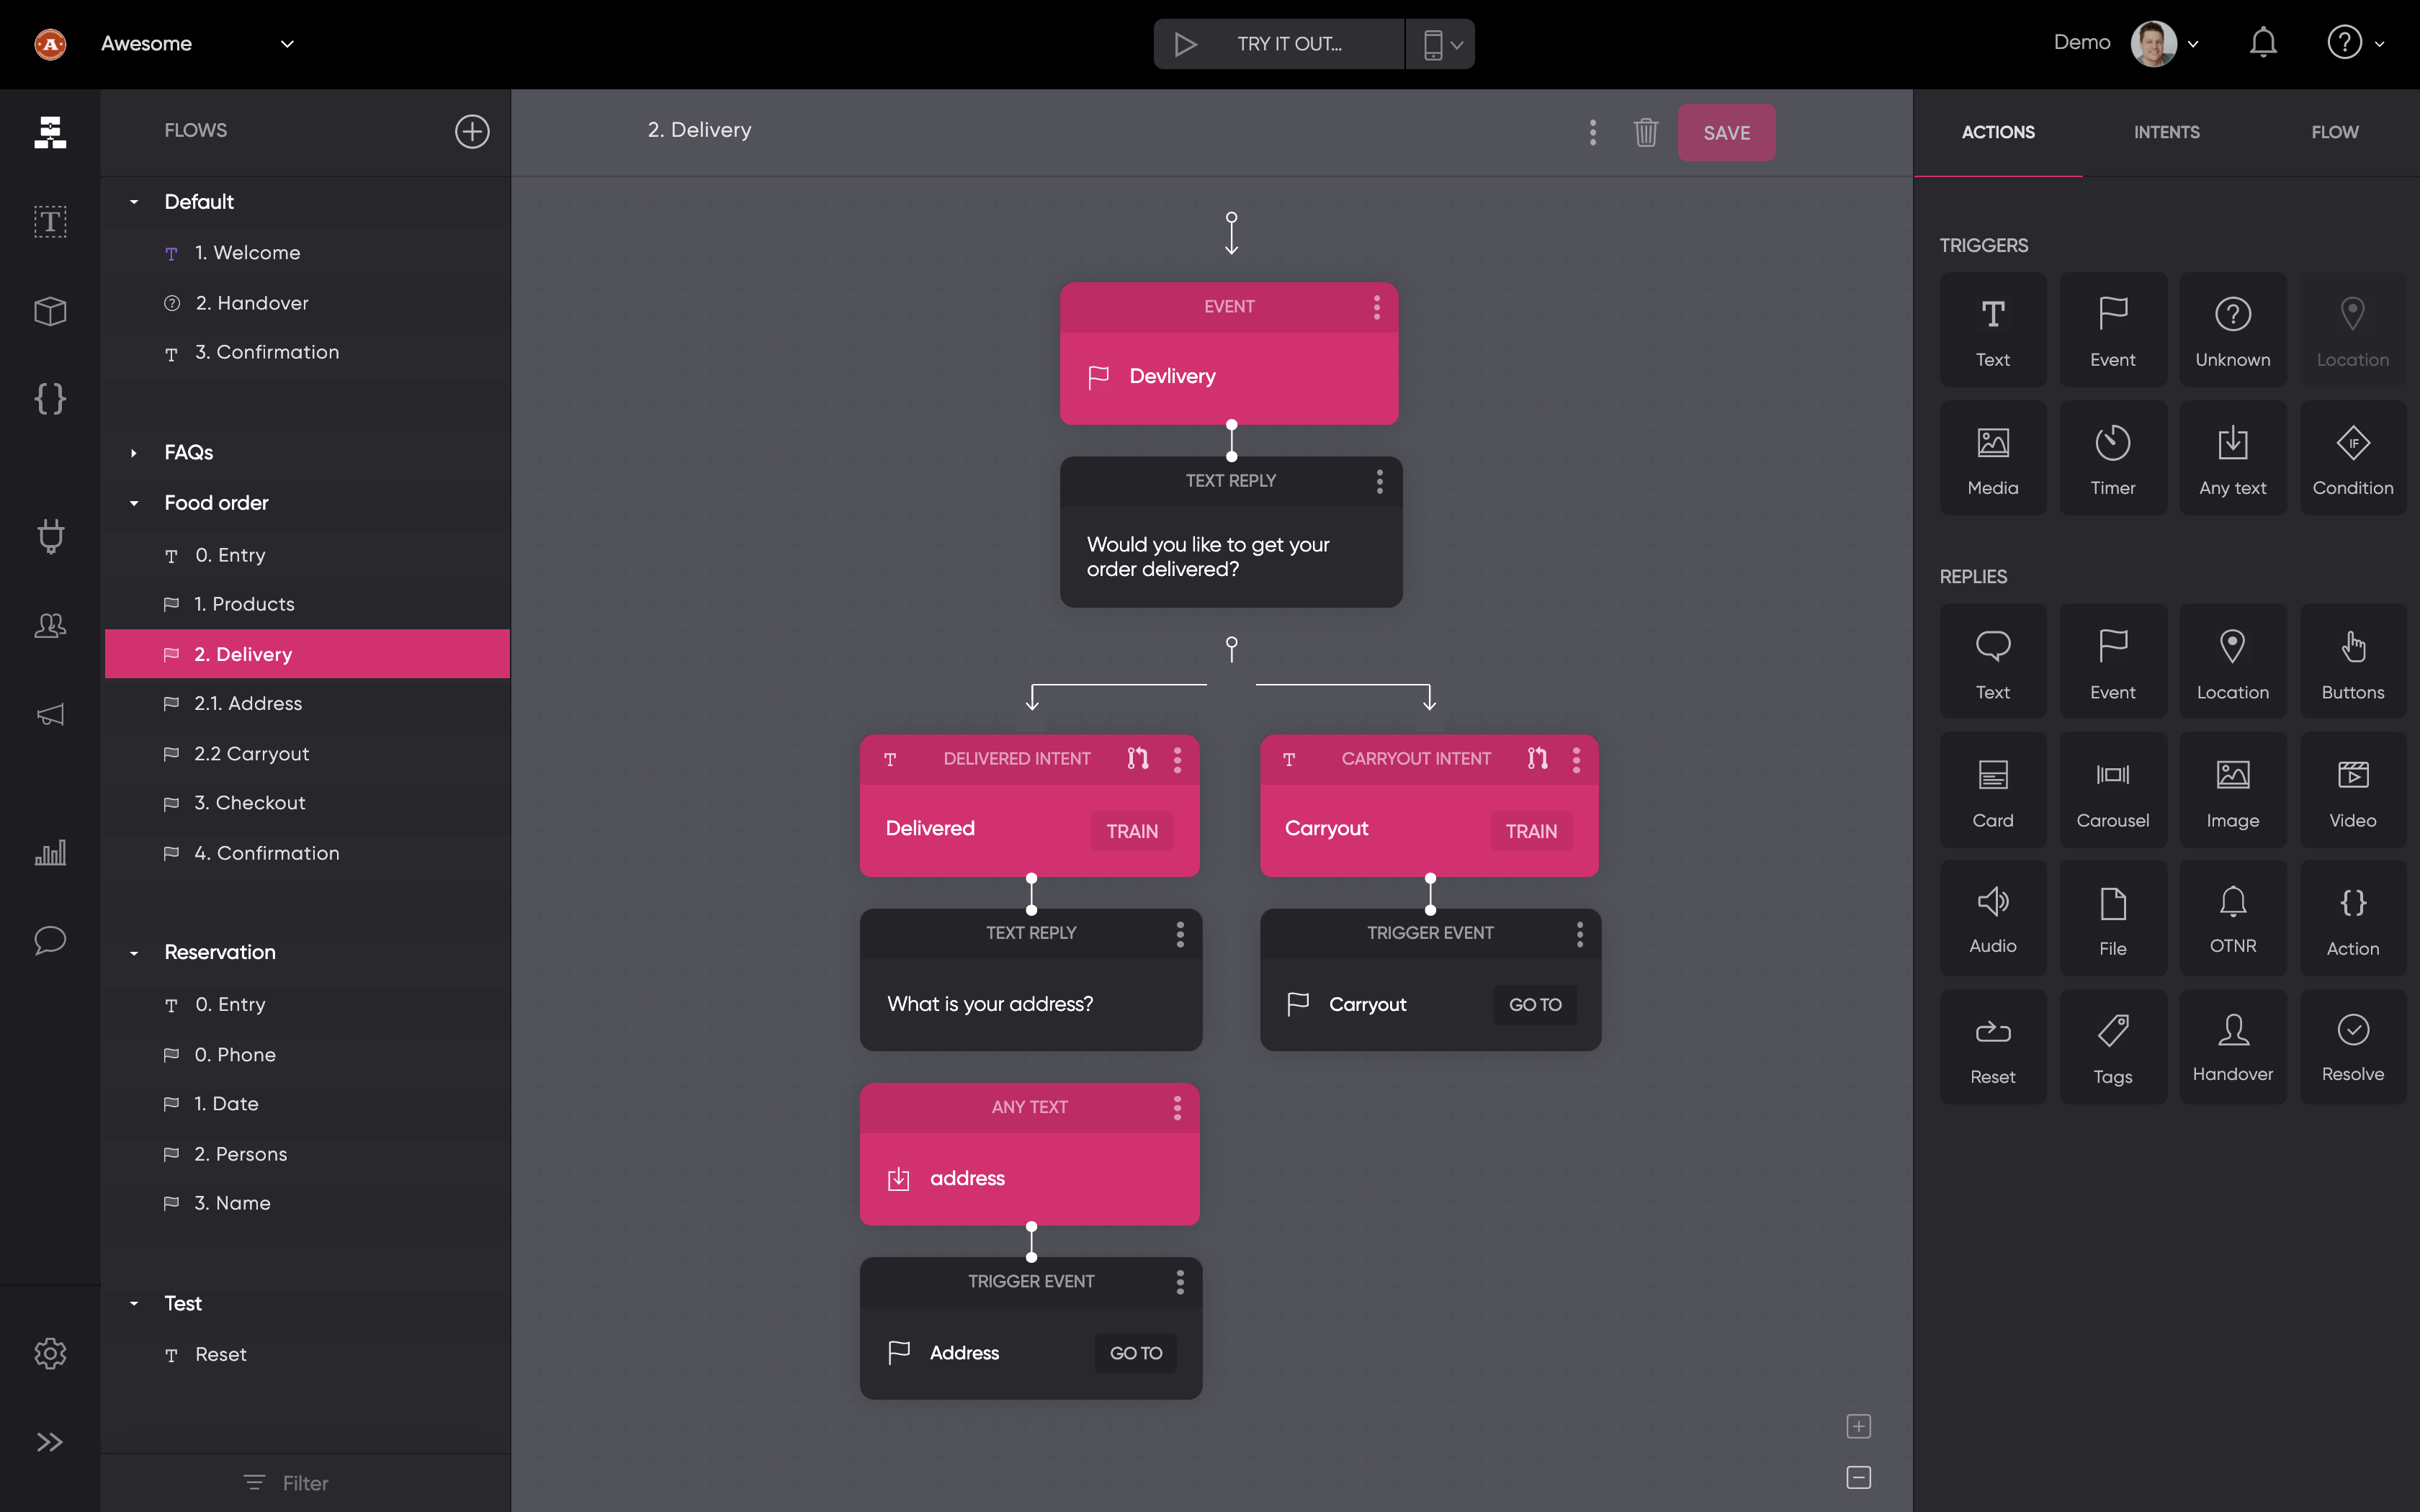 A
Awesome
TRY IT OUT...
Demo
?
FLOWS
2. Delivery
SAVE
ACTIONS
INTENTS
FLOW
T
{}
Default
T 1. Welcome
? 2. Handover
T 3. Confirmation
FAQs
Food order
T 0. Entry
1. Products
2. Delivery
2.1. Address
2.2 Carryout
3. Checkout
4. Confirmation
Reservation
T 0. Entry
0. Phone
1. Date
2. Persons
3. Name
Test
T Reset
Filter
EVENT
Devlivery
TEXT REPLY
Would you like to get your
order delivered?
T DELIVERED INTENT
Delivered
TRAIN
TEXT REPLY
What is your address?
ANY TEXT
address
TRIGGER EVENT
Address
GO TO
T CARRYOUT INTENT
Carryout
TRAIN
TRIGGER EVENT
Carryout
GO TO
TRIGGERS
T
?
Text
Event
Unknown
Location
IF
Media
Timer
Any text
Condition
REPLIES
Text
Event
Location
Buttons
Card
Carousel
Image
Video
{}
Audio
File
OTNR
Action
Reset
Tags
Handover
Resolve